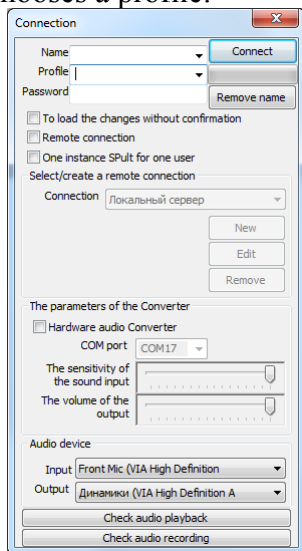 hooses a profile.
Connection
Name
Connect
Profile
Password
Remove name
To load the changes without confirmation
Remote connection
One instance SPult for one user
Select/create a remote connection
Connection Локальный сервер
New
Edit
Remove
The parameters of the Converter
Hardware audio Converter
COM port COM17
The sensitivity of
the sound input
The volume of the
output
Audio device
Input Front Mic (VIA High Definition
Output Динамики (VIA High Definition A
Check audio playback
Check audio recording